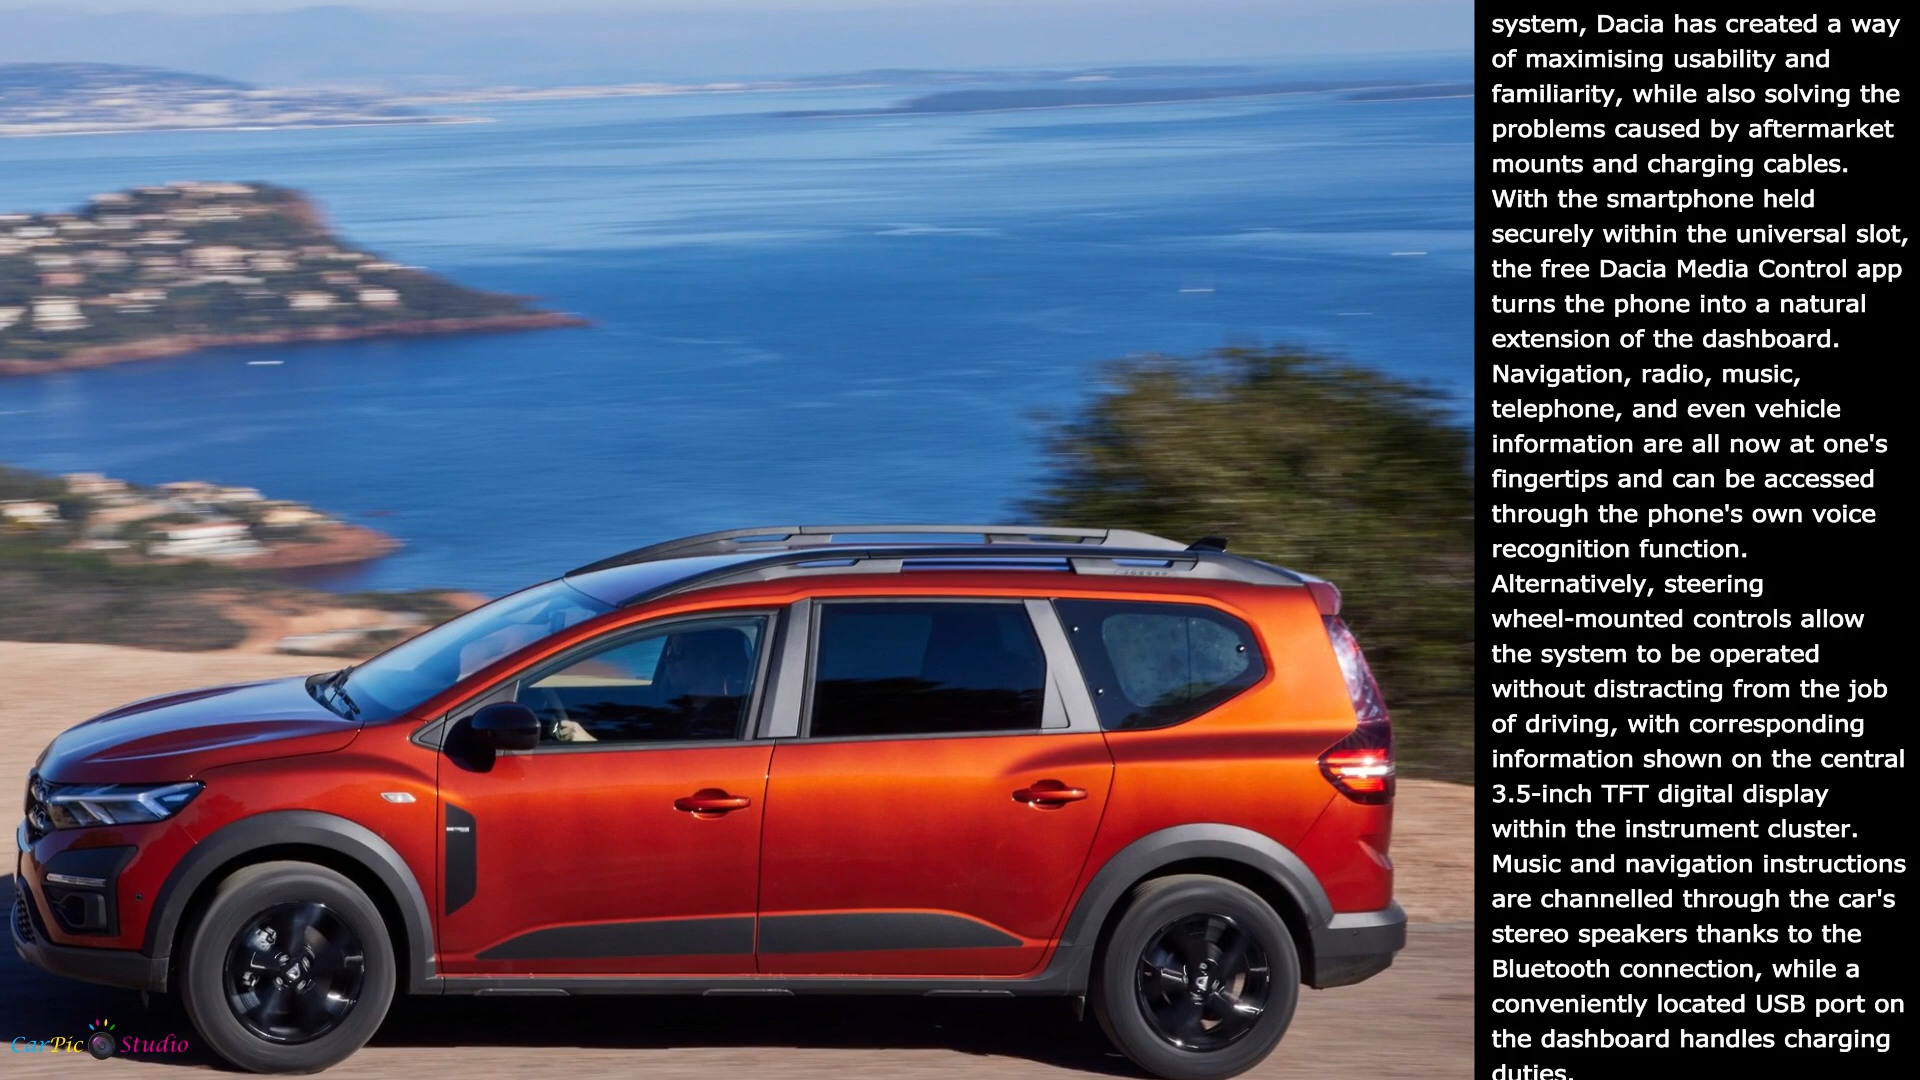 system, Dacia has created a way
of maximising usability and
familiarity, while also solving the
problems caused by aftermarket
mounts and charging cables.
With the smartphone held
securely within the universal slot,
the free Dacia Media Control app
turns the phone into a natural
extension of the dashboard.
Navigation, radio, music,
telephone, and even vehicle
information are all now at one's
fingertips and can be accessed
through the phone's own voice
recognition function.
Alternatively, steering
wheel-mounted controls allow
the system to be operated
without distracting from the job
of driving, with corresponding
information shown on the central
3.5-inch TFT digital display
within the instrument cluster.
Music and navigation instructions
are channelled through the car's
stereo speakers thanks to the
Bluetooth connection, while a
conveniently located USB port on
the dashboard handles charging
duties.
CarPic Studio